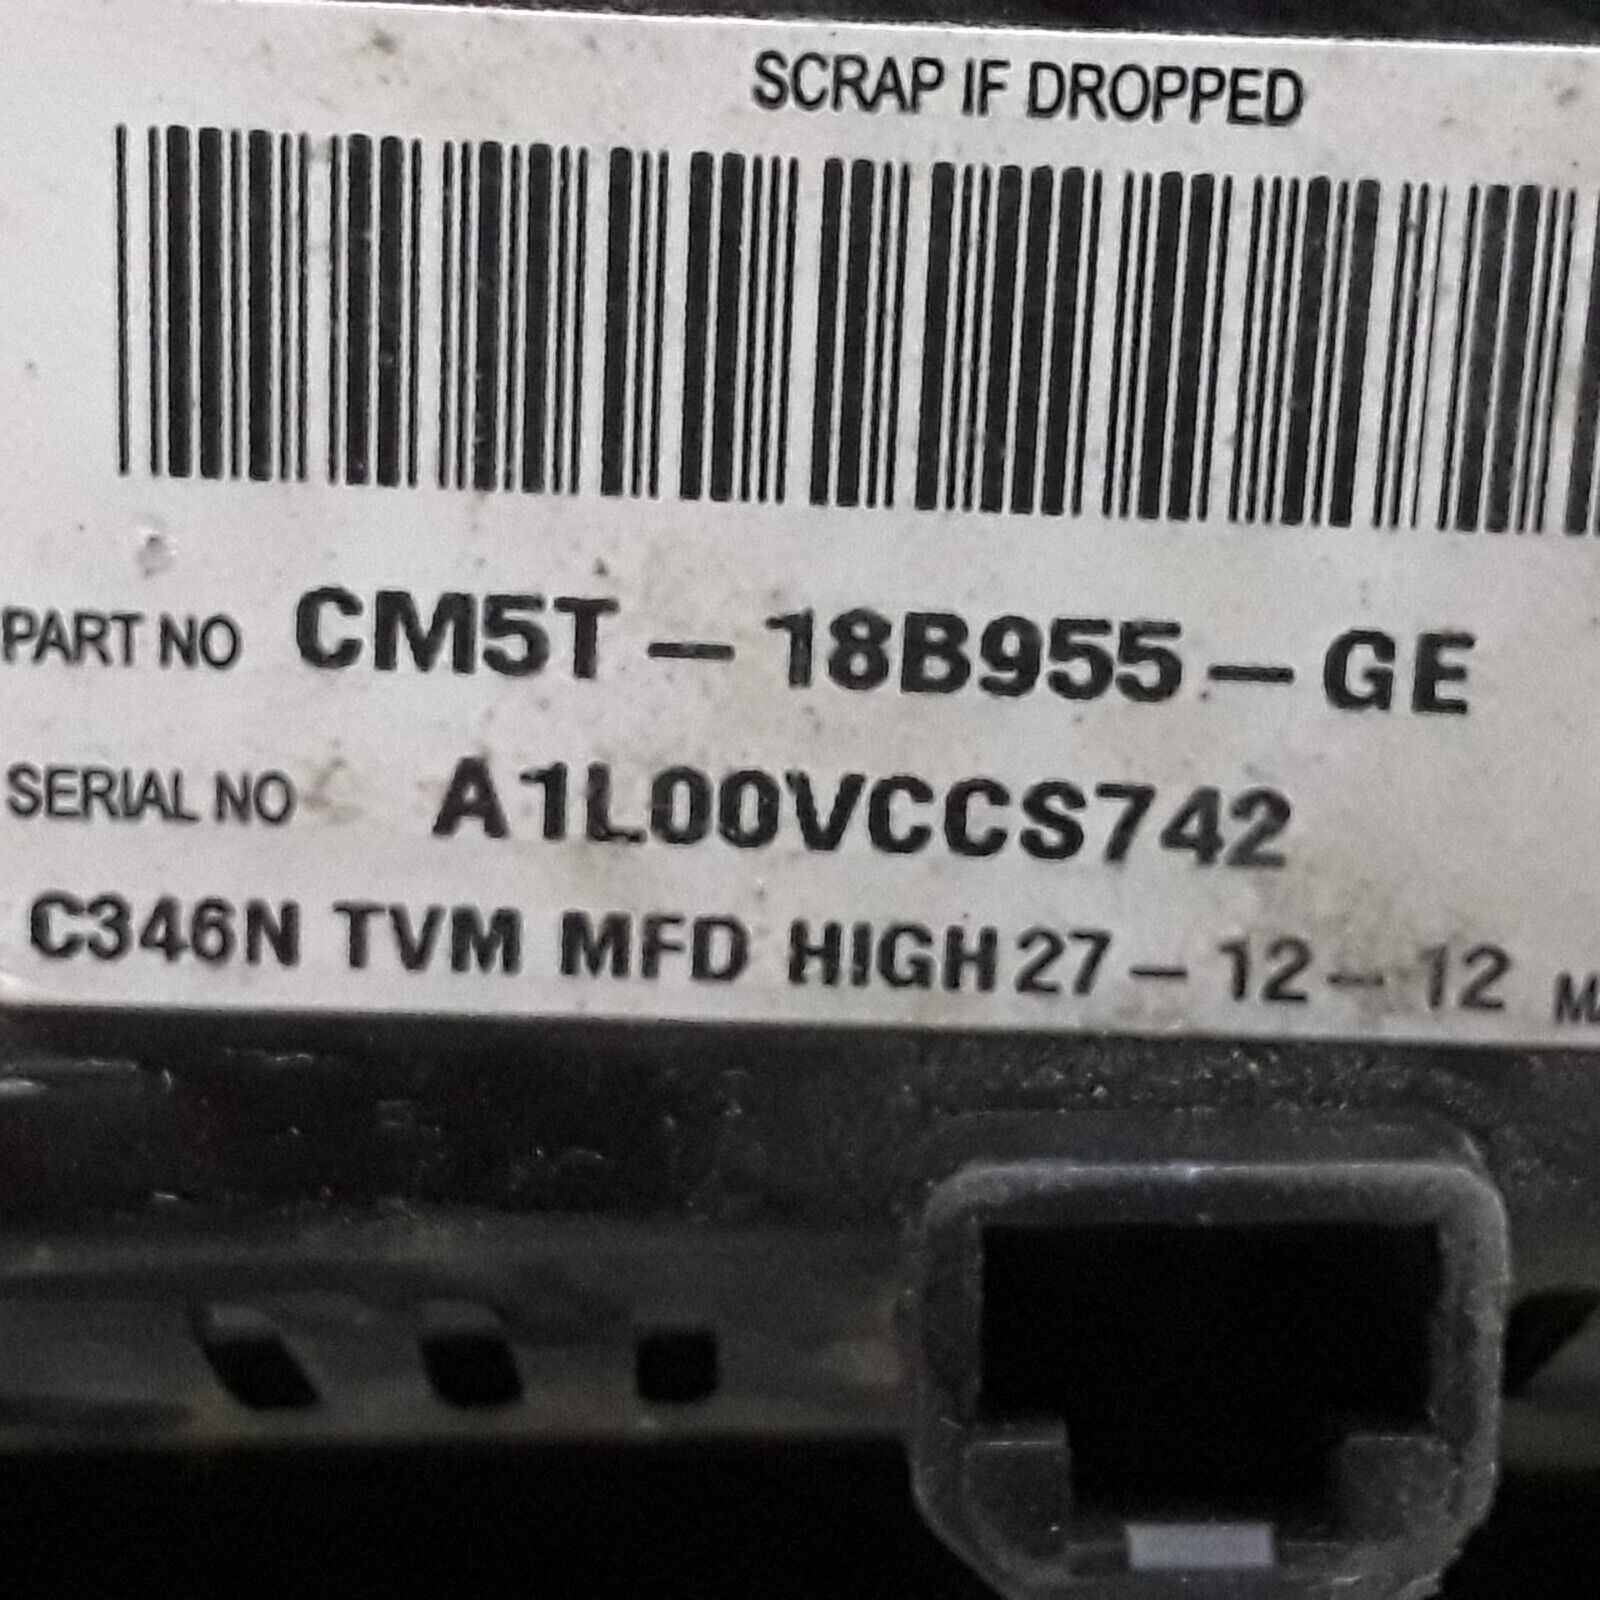 SCRAP IF DROPPED
PART NO CM5T-18B955-GE
SERIAL NO A1L00VCCS742
C346N TVM MFD HIGH 27-12-12